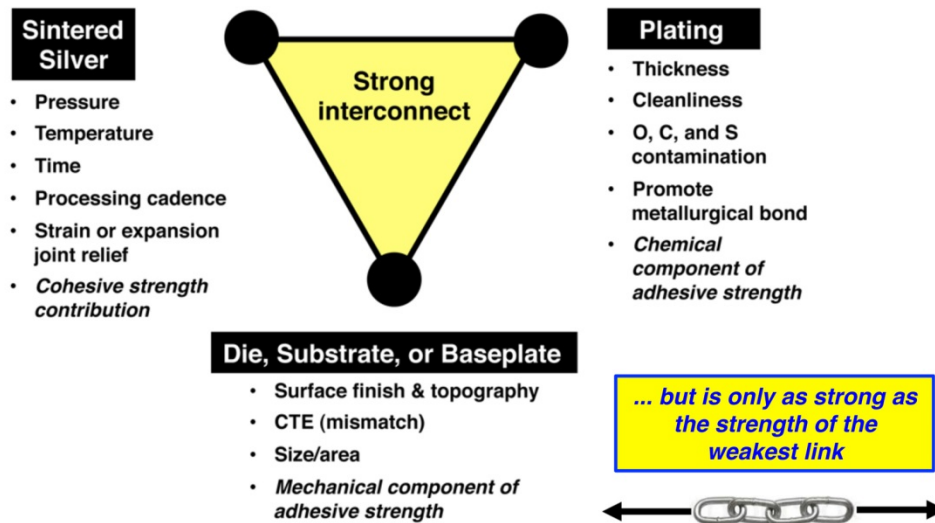 Sintered
Silver
• Pressure
• Temperature
• Time
• Processing cadence
• Strain or expansion
joint relief
• Cohesive strength
contribution
Strong
interconnect
Plating
• Thickness
• Cleanliness
• O, C, and S
contamination
• Promote
metallurgical bond
• Chemical
component of
adhesive strength
Die, Substrate, or Baseplate
• Surface finish & topography
• CTE (mismatch)
• Size/area
• Mechanical component of
adhesive strength
... but is only as strong as
the strength of the
weakest link